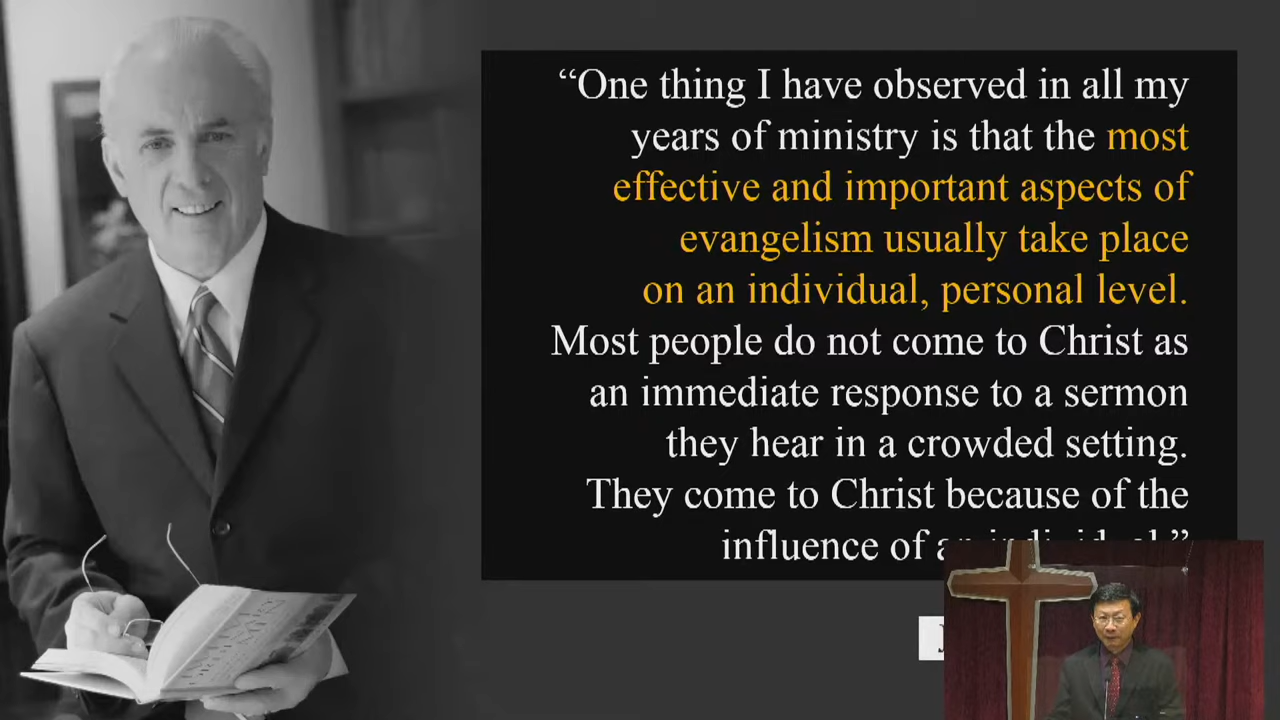 “One thing I have observed in all my
years of ministry is that the most
effective and important aspects of
evangelism usually take place
on an individual, personal level.
Most people do not come to Christ as
an immediate response to a sermon
they hear in a crowded setting.
They come to Christ because of the
influence of